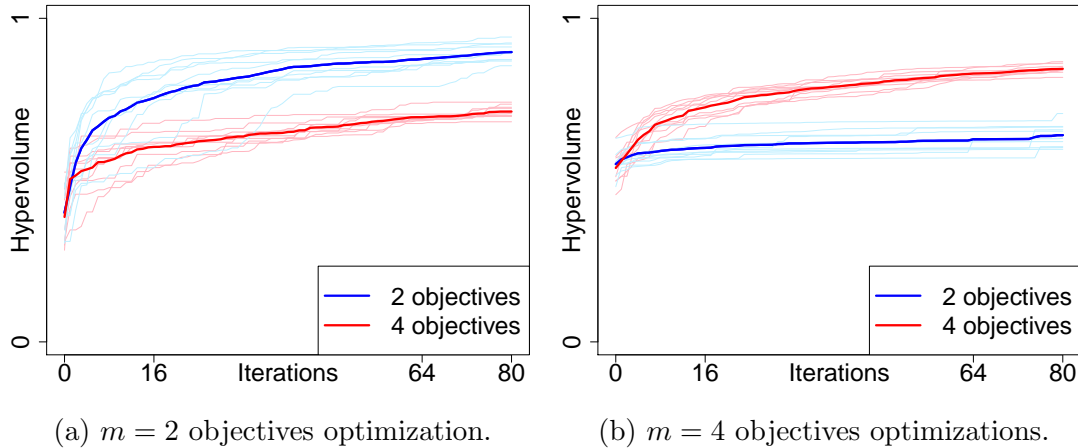 1
Hypervolume
0
2 objectives
4 objectives
0 16 Iterations 64 80
(a) m = 2 objectives optimization.
1
Hypervolume
0
2 objectives
4 objectives
0 16 Iterations 64 80
(b) m = 4 objectives optimizations.